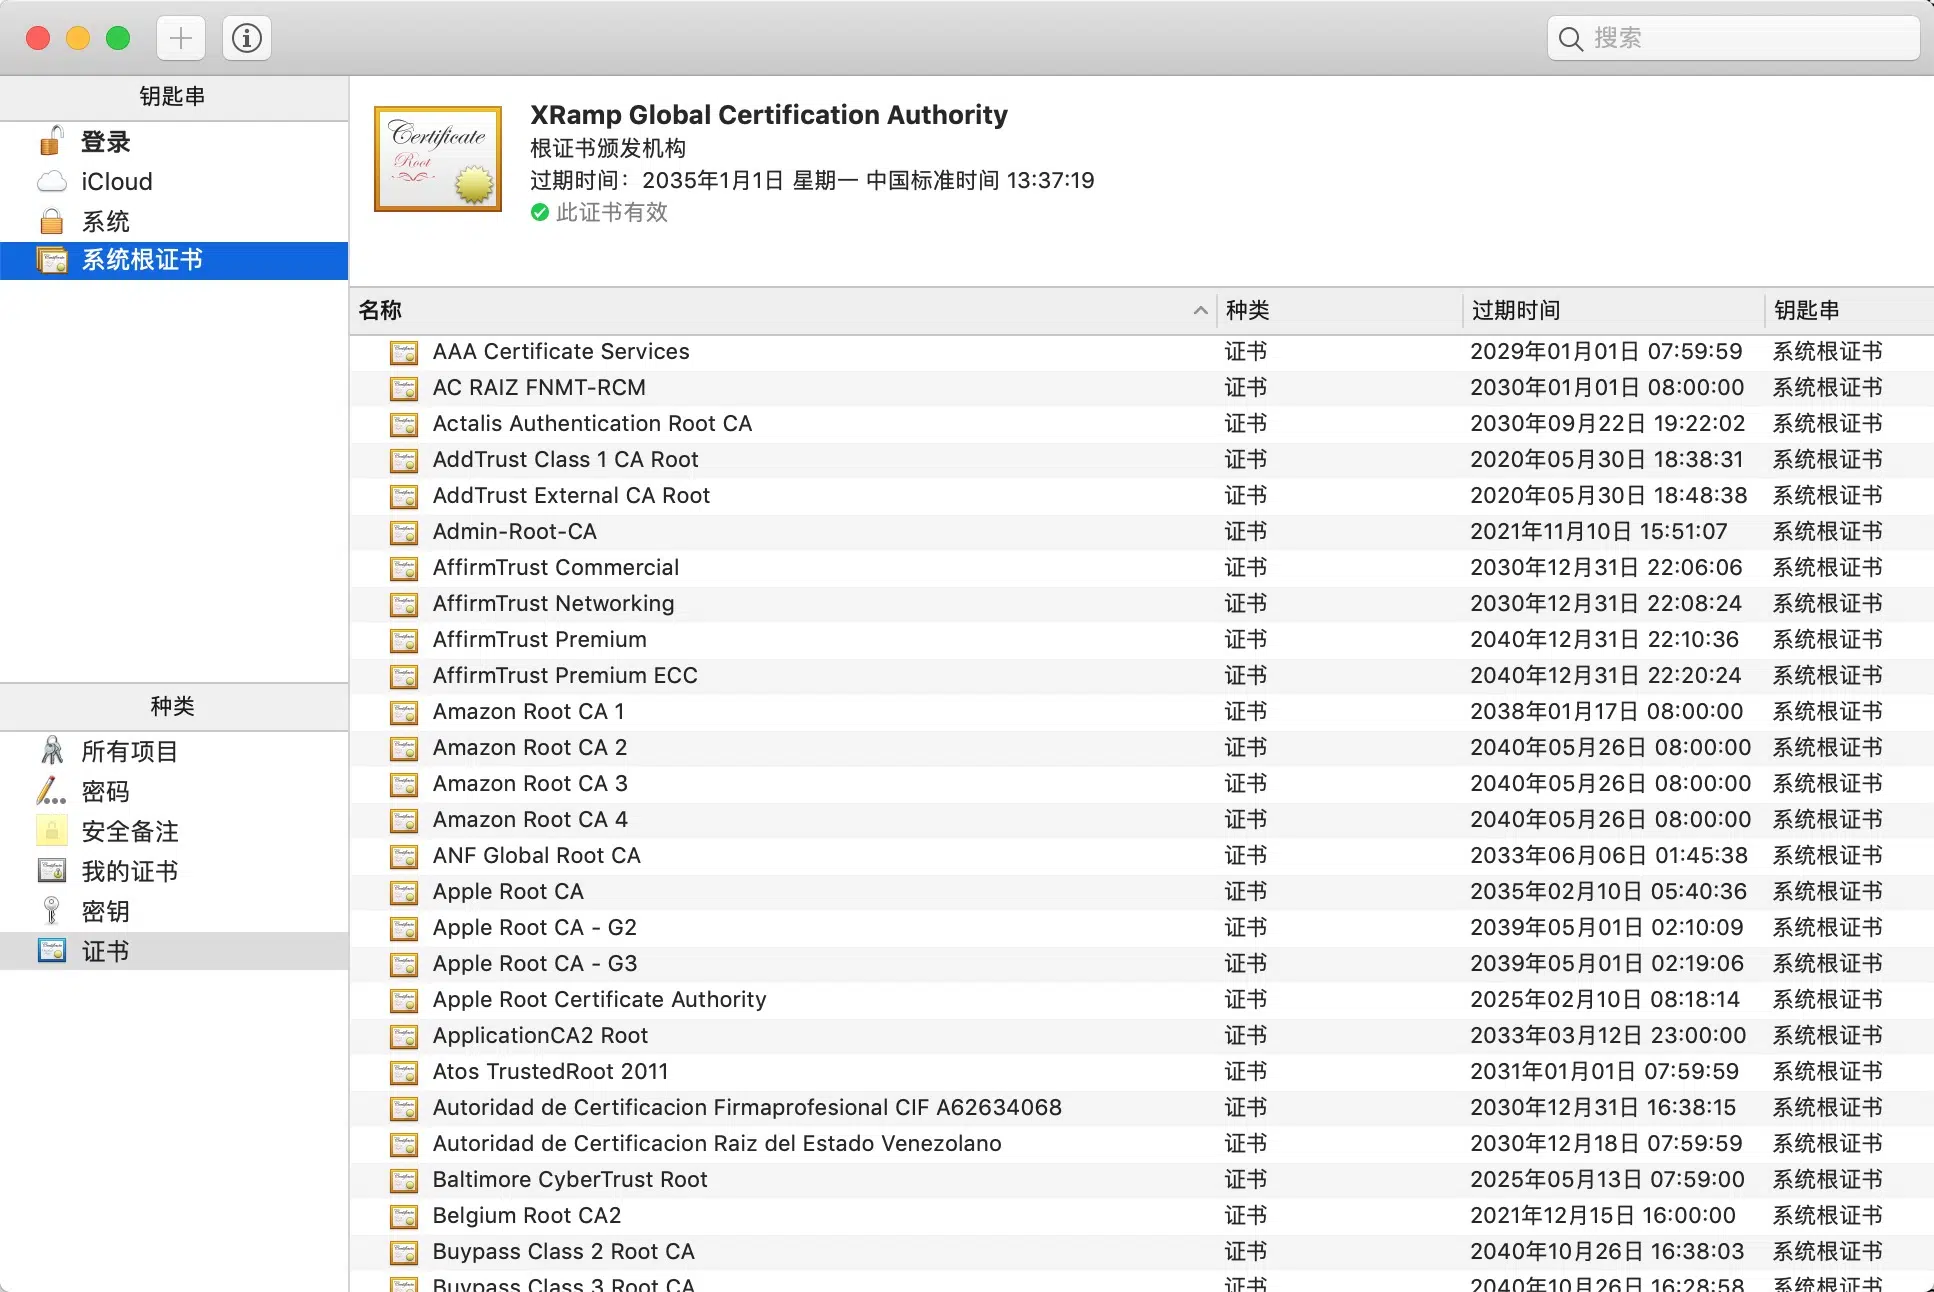 搜索
钥匙串
登录
iCloud
系统
系统根证书
种类
所有项目
密码
安全备注
我的证书
密钥
证书
Certificate
Root
XRamp Global Certification Authority
根证书颁发机构
过期时间：2035年1月1日 星期一 中国标准时间 13:37:19
此证书有效
名称 种类 过期时间 钥匙串
AAA Certificate Services 证书 2029年01月01日 07:59:59 系统根证书
AC RAIZ FNMT-RCM 证书 2030年01月01日 08:00:00 系统根证书
Actalis Authentication Root CA 证书 2030年09月22日 19:22:02 系统根证书
AddTrust Class 1 CA Root 证书 2020年05月30日 18:38:31 系统根证书
AddTrust External CA Root 证书 2020年05月30日 18:48:38 系统根证书
Admin-Root-CA 证书 2021年11月10日 15:51:07 系统根证书
AffirmTrust Commercial 证书 2030年12月31日 22:06:06 系统根证书
AffirmTrust Networking 证书 2030年12月31日 22:08:24 系统根证书
AffirmTrust Premium 证书 2040年12月31日 22:10:36 系统根证书
AffirmTrust Premium ECC 证书 2040年12月31日 22:20:24 系统根证书
Amazon Root CA 1 证书 2038年01月17日 08:00:00 系统根证书
Amazon Root CA 2 证书 2040年05月26日 08:00:00 系统根证书
Amazon Root CA 3 证书 2040年05月26日 08:00:00 系统根证书
Amazon Root CA 4 证书 2040年05月26日 08:00:00 系统根证书
ANF Global Root CA 证书 2033年06月06日 01:45:38 系统根证书
Apple Root CA 证书 2035年02月10日 05:40:36 系统根证书
Apple Root CA - G2 证书 2039年05月01日 02:10:09 系统根证书
Apple Root CA - G3 证书 2039年05月01日 02:19:06 系统根证书
Apple Root Certificate Authority 证书 2025年02月10日 08:18:14 系统根证书
ApplicationCA2 Root 证书 2033年03月12日 23:00:00 系统根证书
Atos TrustedRoot 2011 证书 2031年01月01日 07:59:59 系统根证书
Autoridad de Certificacion Firmaprofesional CIF A62634068 证书 2030年12月31日 16:38:15 系统根证书
Autoridad de Certificacion Raiz del Estado Venezolano 证书 2030年12月18日 07:59:59 系统根证书
Baltimore CyberTrust Root 证书 2025年05月13日 07:59:00 系统根证书
Belgium Root CA2 证书 2021年12月15日 16:00:00 系统根证书
Buypass Class 2 Root CA 证书 2040年10月26日 16:38:03 系统根证书
Buypass Class 3 Root CA 证书 2040年10月26日 16:28:58 系统根证书